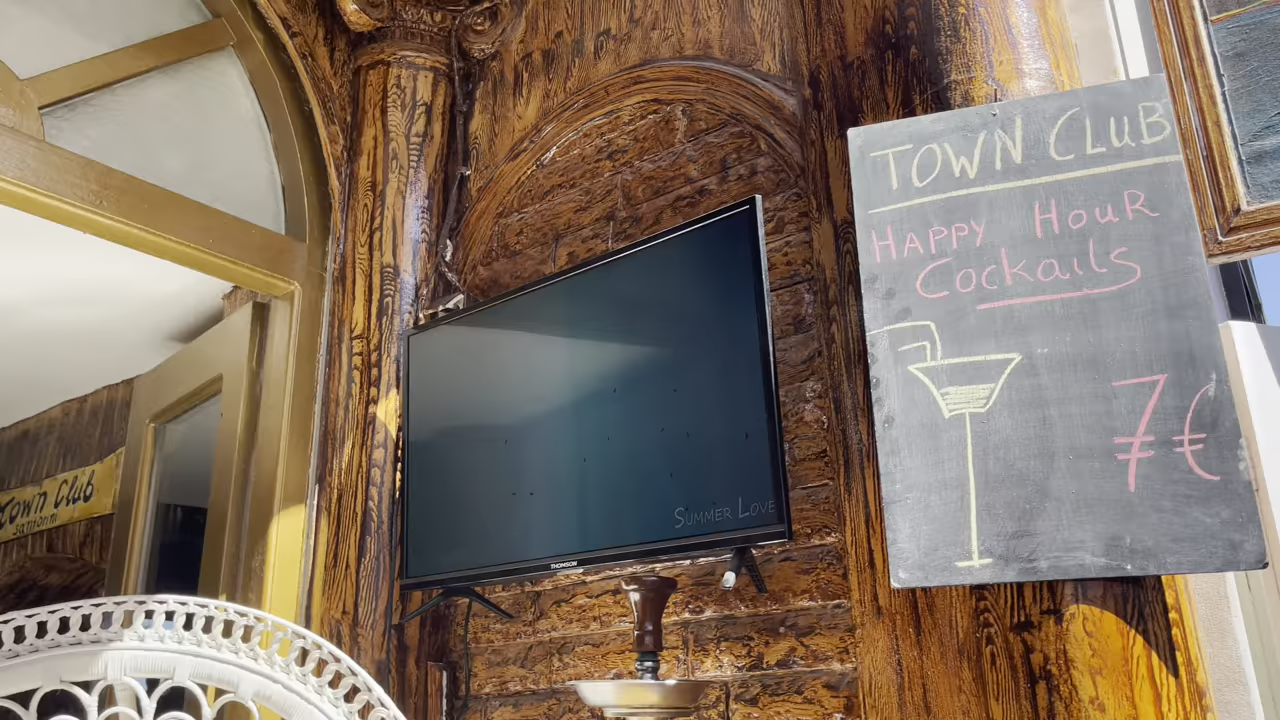 TOWN CLUB
HAPPY HOUR
Cockails
7€
SUMMER LOVE
THOMSON
Town Club